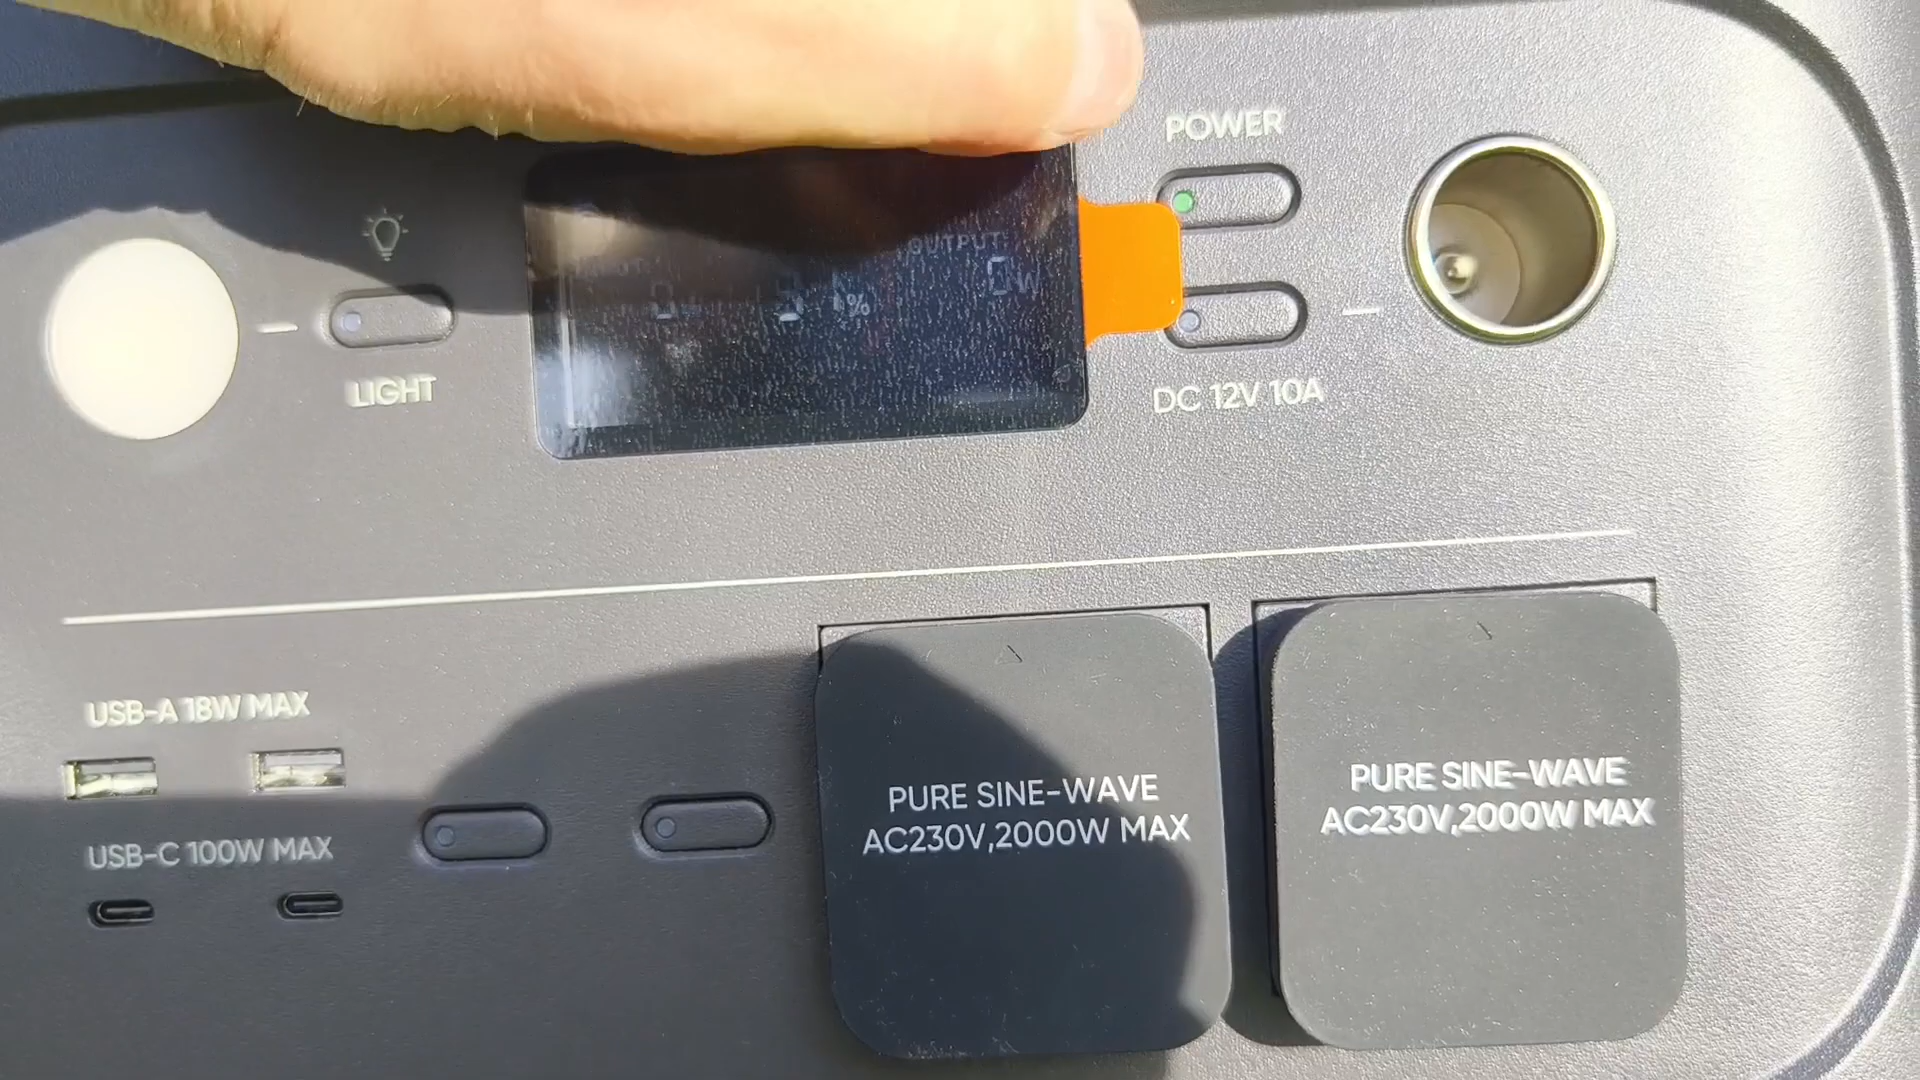 POWER
OUTPUT
0W
%
LIGHT
DC 12V 10A
USB-A 18W MAX
USB-C 100W MAX
PURE SINE-WAVE
AC230V,2000W MAX
PURE SINE-WAVE
AC230V,2000W MAX